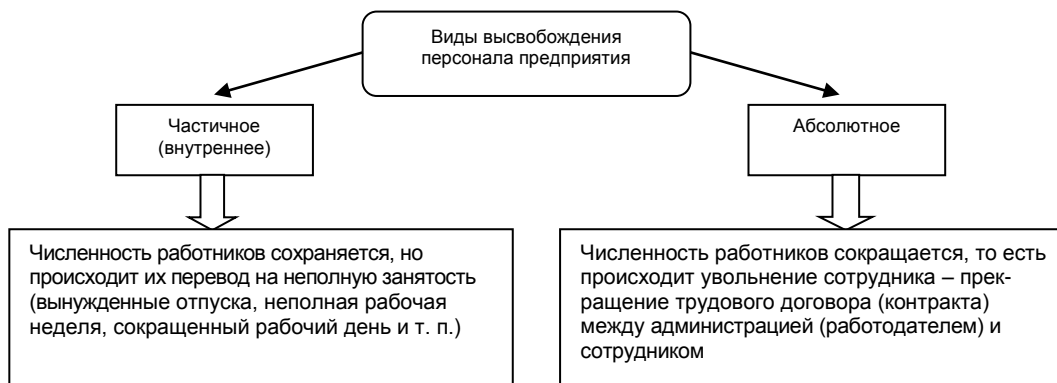 Виды высвобождения
персонала предприятия
Частичное
(внутреннее)
Абсолютное
Численность работников сохраняется, но
происходит их перевод на неполную занятость
(вынужденные отпуска, неполная рабочая
неделя, сокращенный рабочий день и т. п.)
Численность работников сокращается, то есть
происходит увольнение сотрудника – прек-
ращение трудового договора (контракта)
между администрацией (работодателем) и
сотрудником